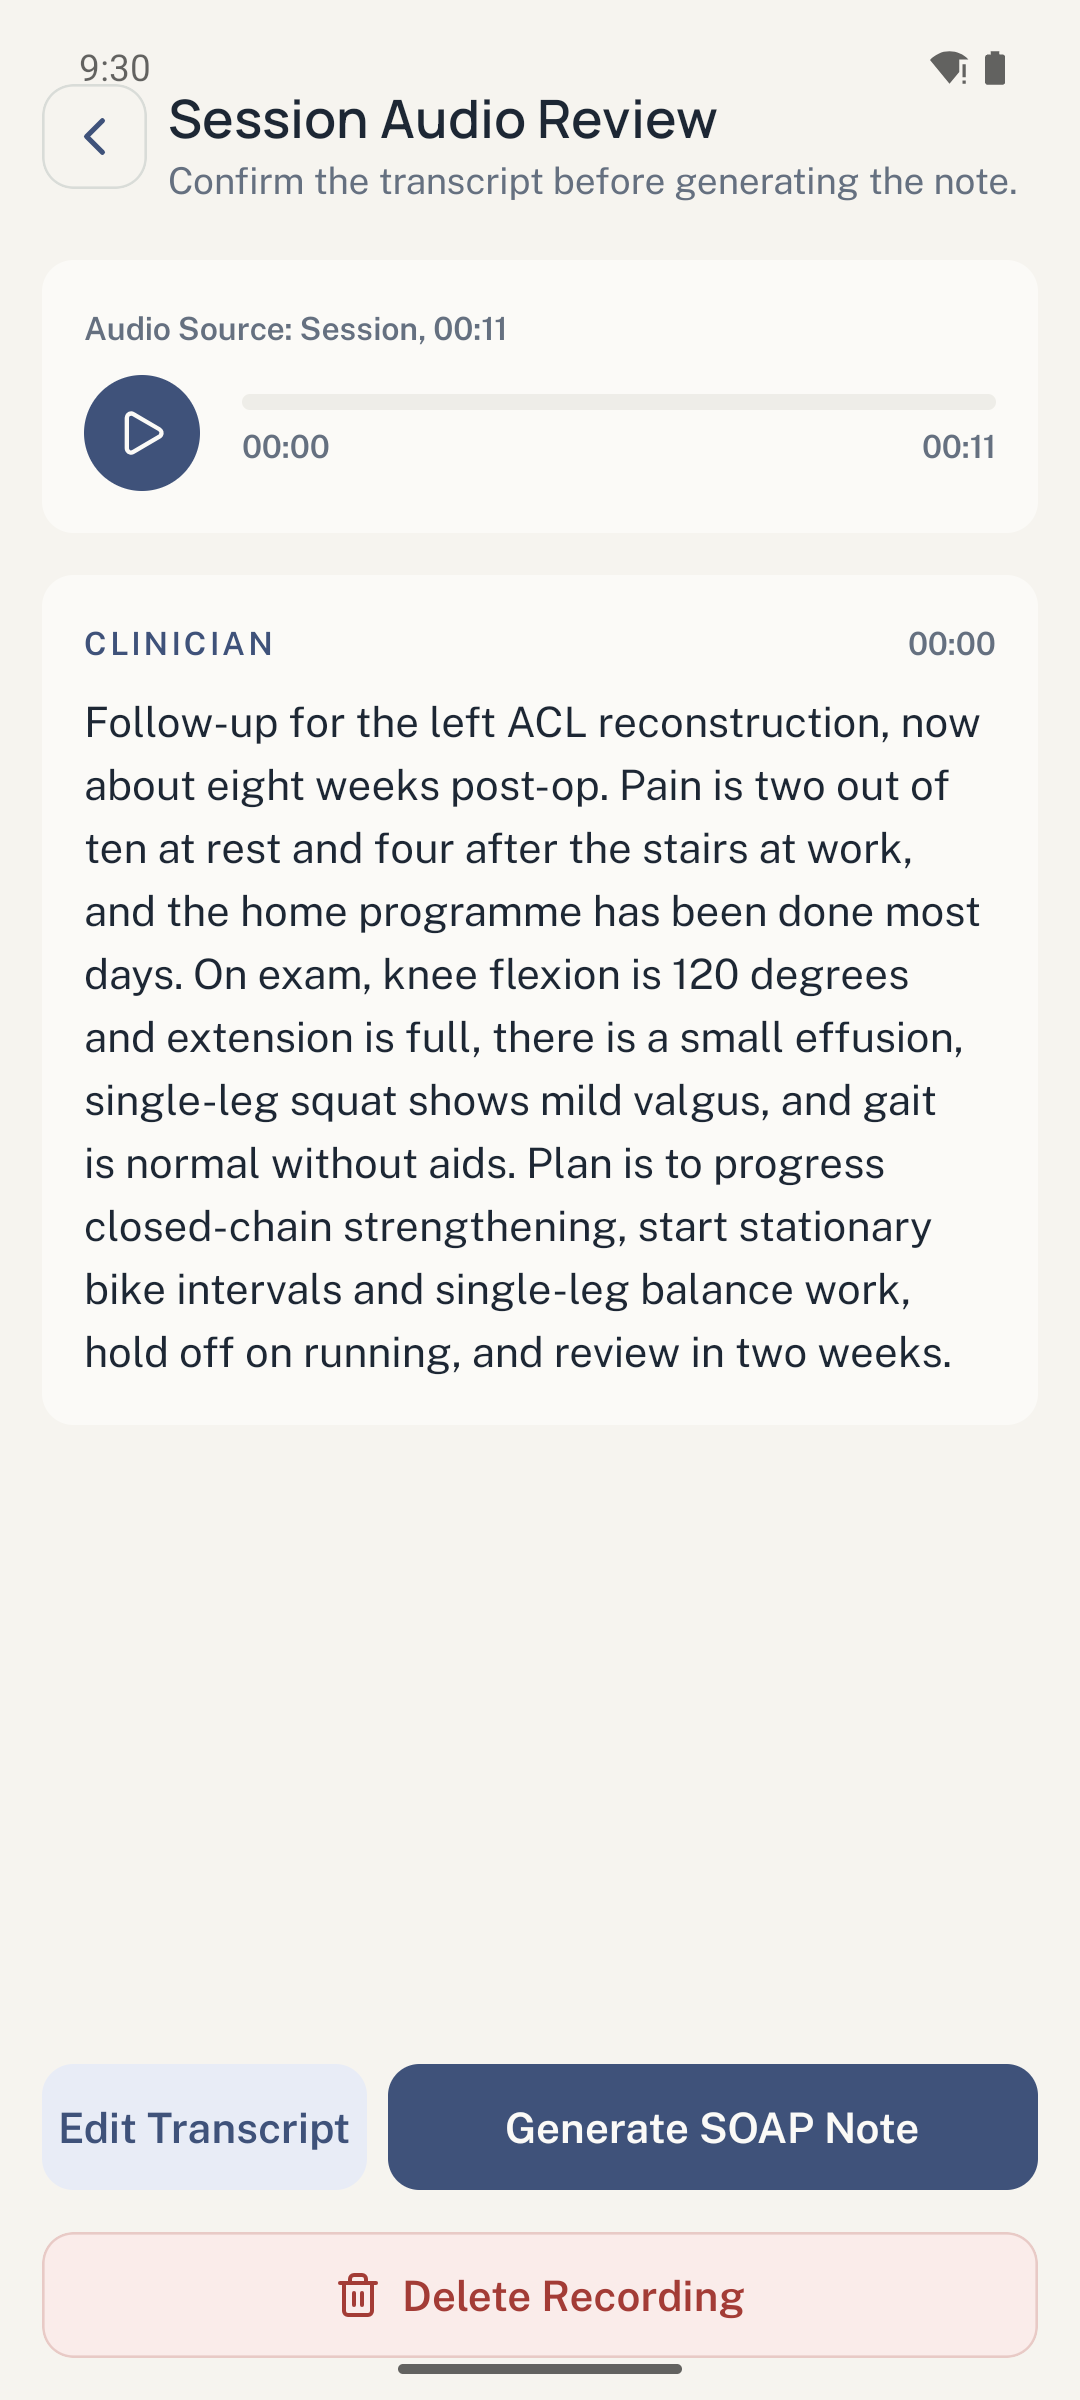 9:30
Session Audio Review
Confirm the transcript before generating the note.
Audio Source: Session, 00:11
00:00
00:11
CLINICIAN
00:00
Follow-up for the left ACL reconstruction, now
about eight weeks post-op. Pain is two out of
ten at rest and four after the stairs at work,
and the home programme has been done most
days. On exam, knee flexion is 120 degrees
and extension is full, there is a small effusion,
single-leg squat shows mild valgus, and gait
is normal without aids. Plan is to progress
closed-chain strengthening, start stationary
bike intervals and single-leg balance work,
hold off on running, and review in two weeks.
Edit Transcript
Generate SOAP Note
Delete Recording